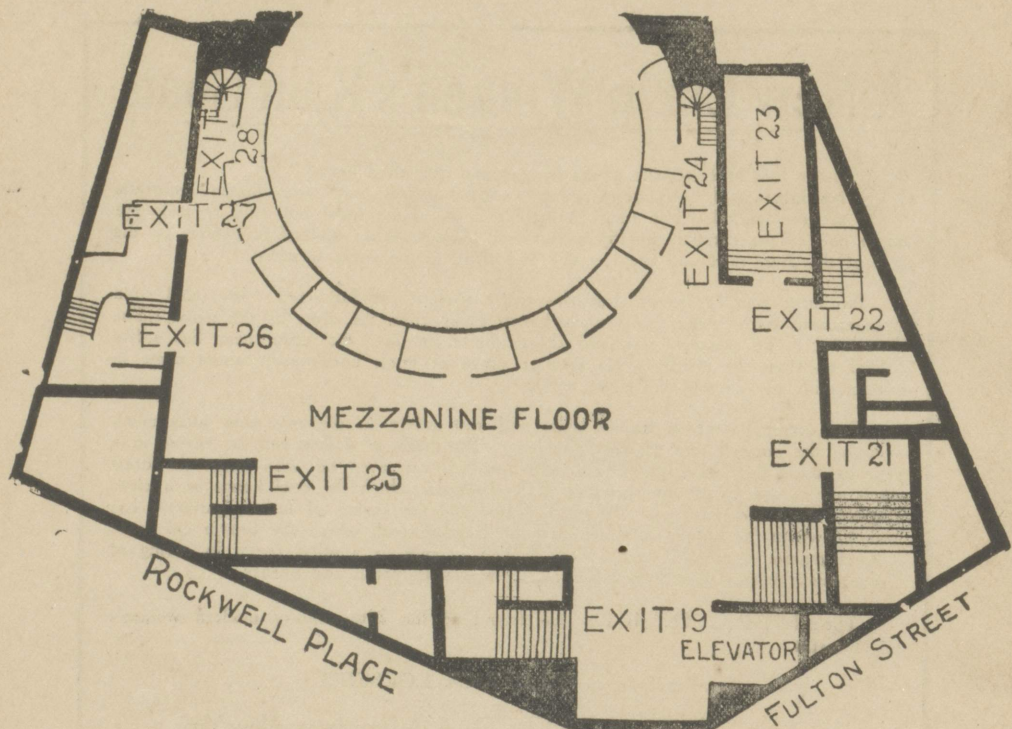 EXIT 28
EXIT 23
EXIT 24
EXIT 27
EXIT 22
EXIT 26
MEZZANINE FLOOR
EXIT 21
EXIT 25
ROCKWELL PLACE
EXIT 19
ELEVATOR
FULTON STREET